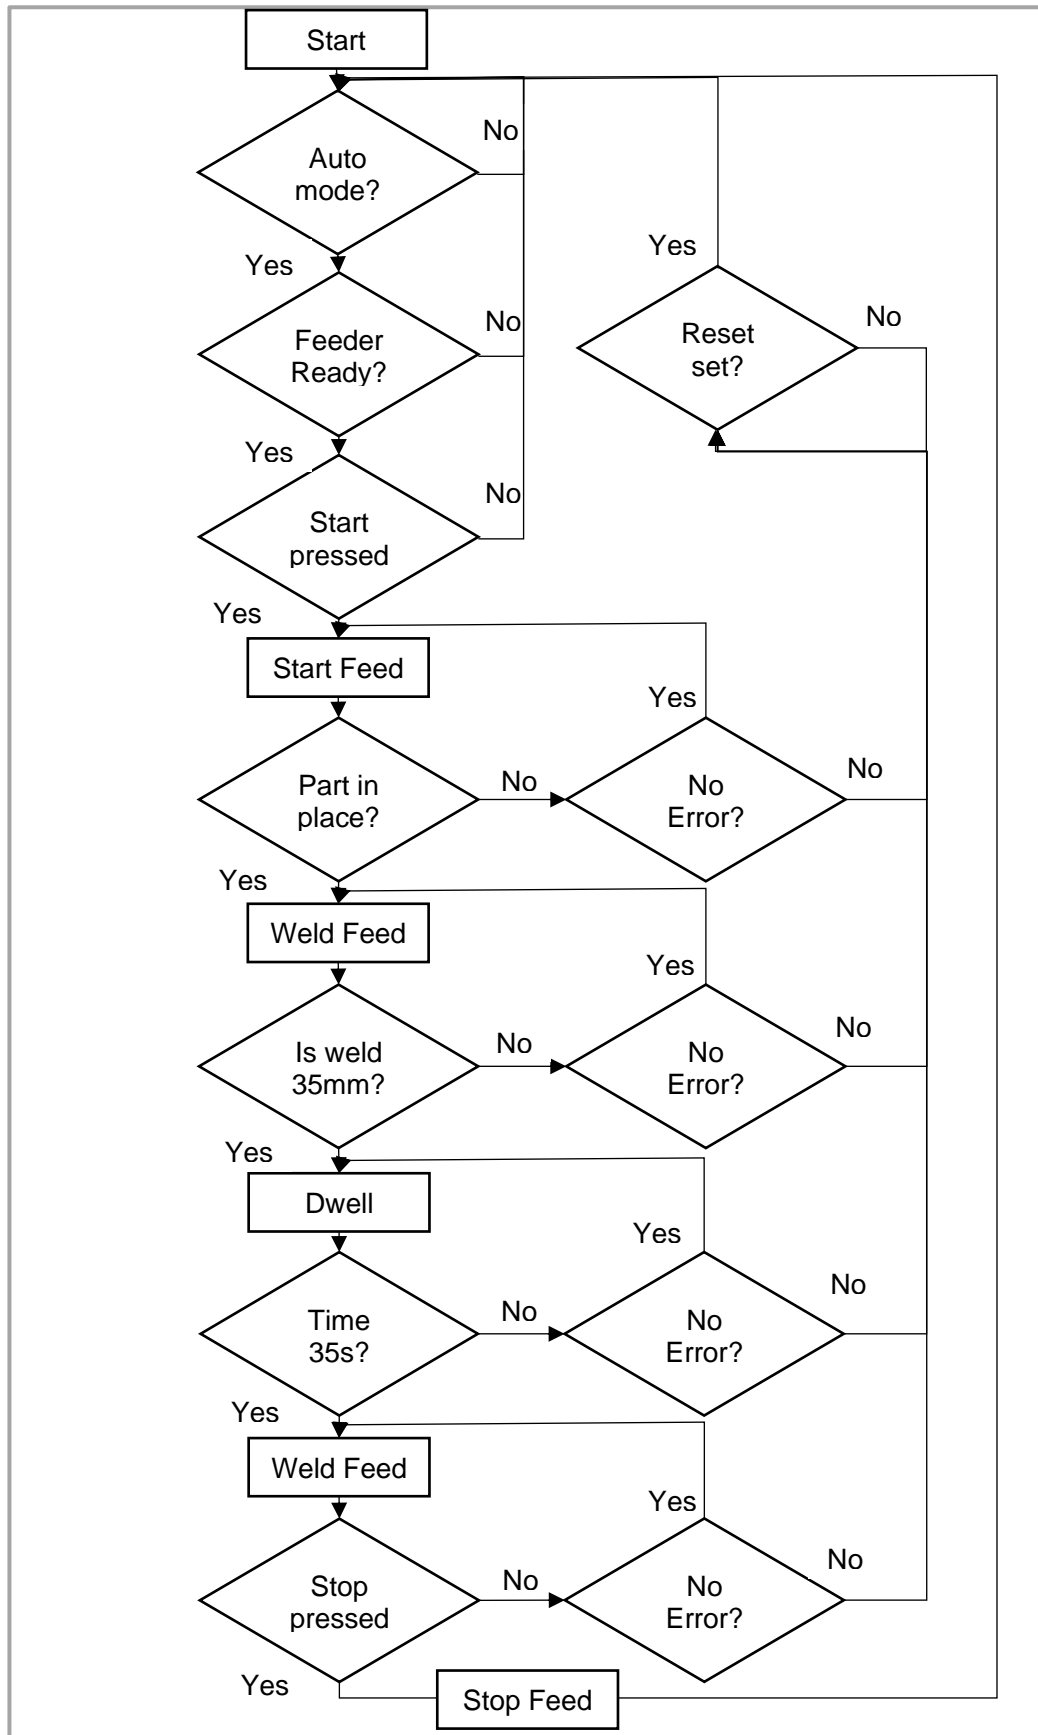 Start
No
Auto
mode?
Yes
Yes
No
Feeder
Ready?
No
Reset
set?
Yes
No
Start
pressed
Yes
Start Feed
Yes
Part in
place?
No
No
Error?
No
Yes
Weld Feed
Yes
Is weld
35mm?
No
No
Error?
No
Yes
Dwell
Yes
Time
35s?
No
No
Error?
No
Yes
Weld Feed
Yes
Stop
pressed
No
No
Error?
No
Yes
Stop Feed